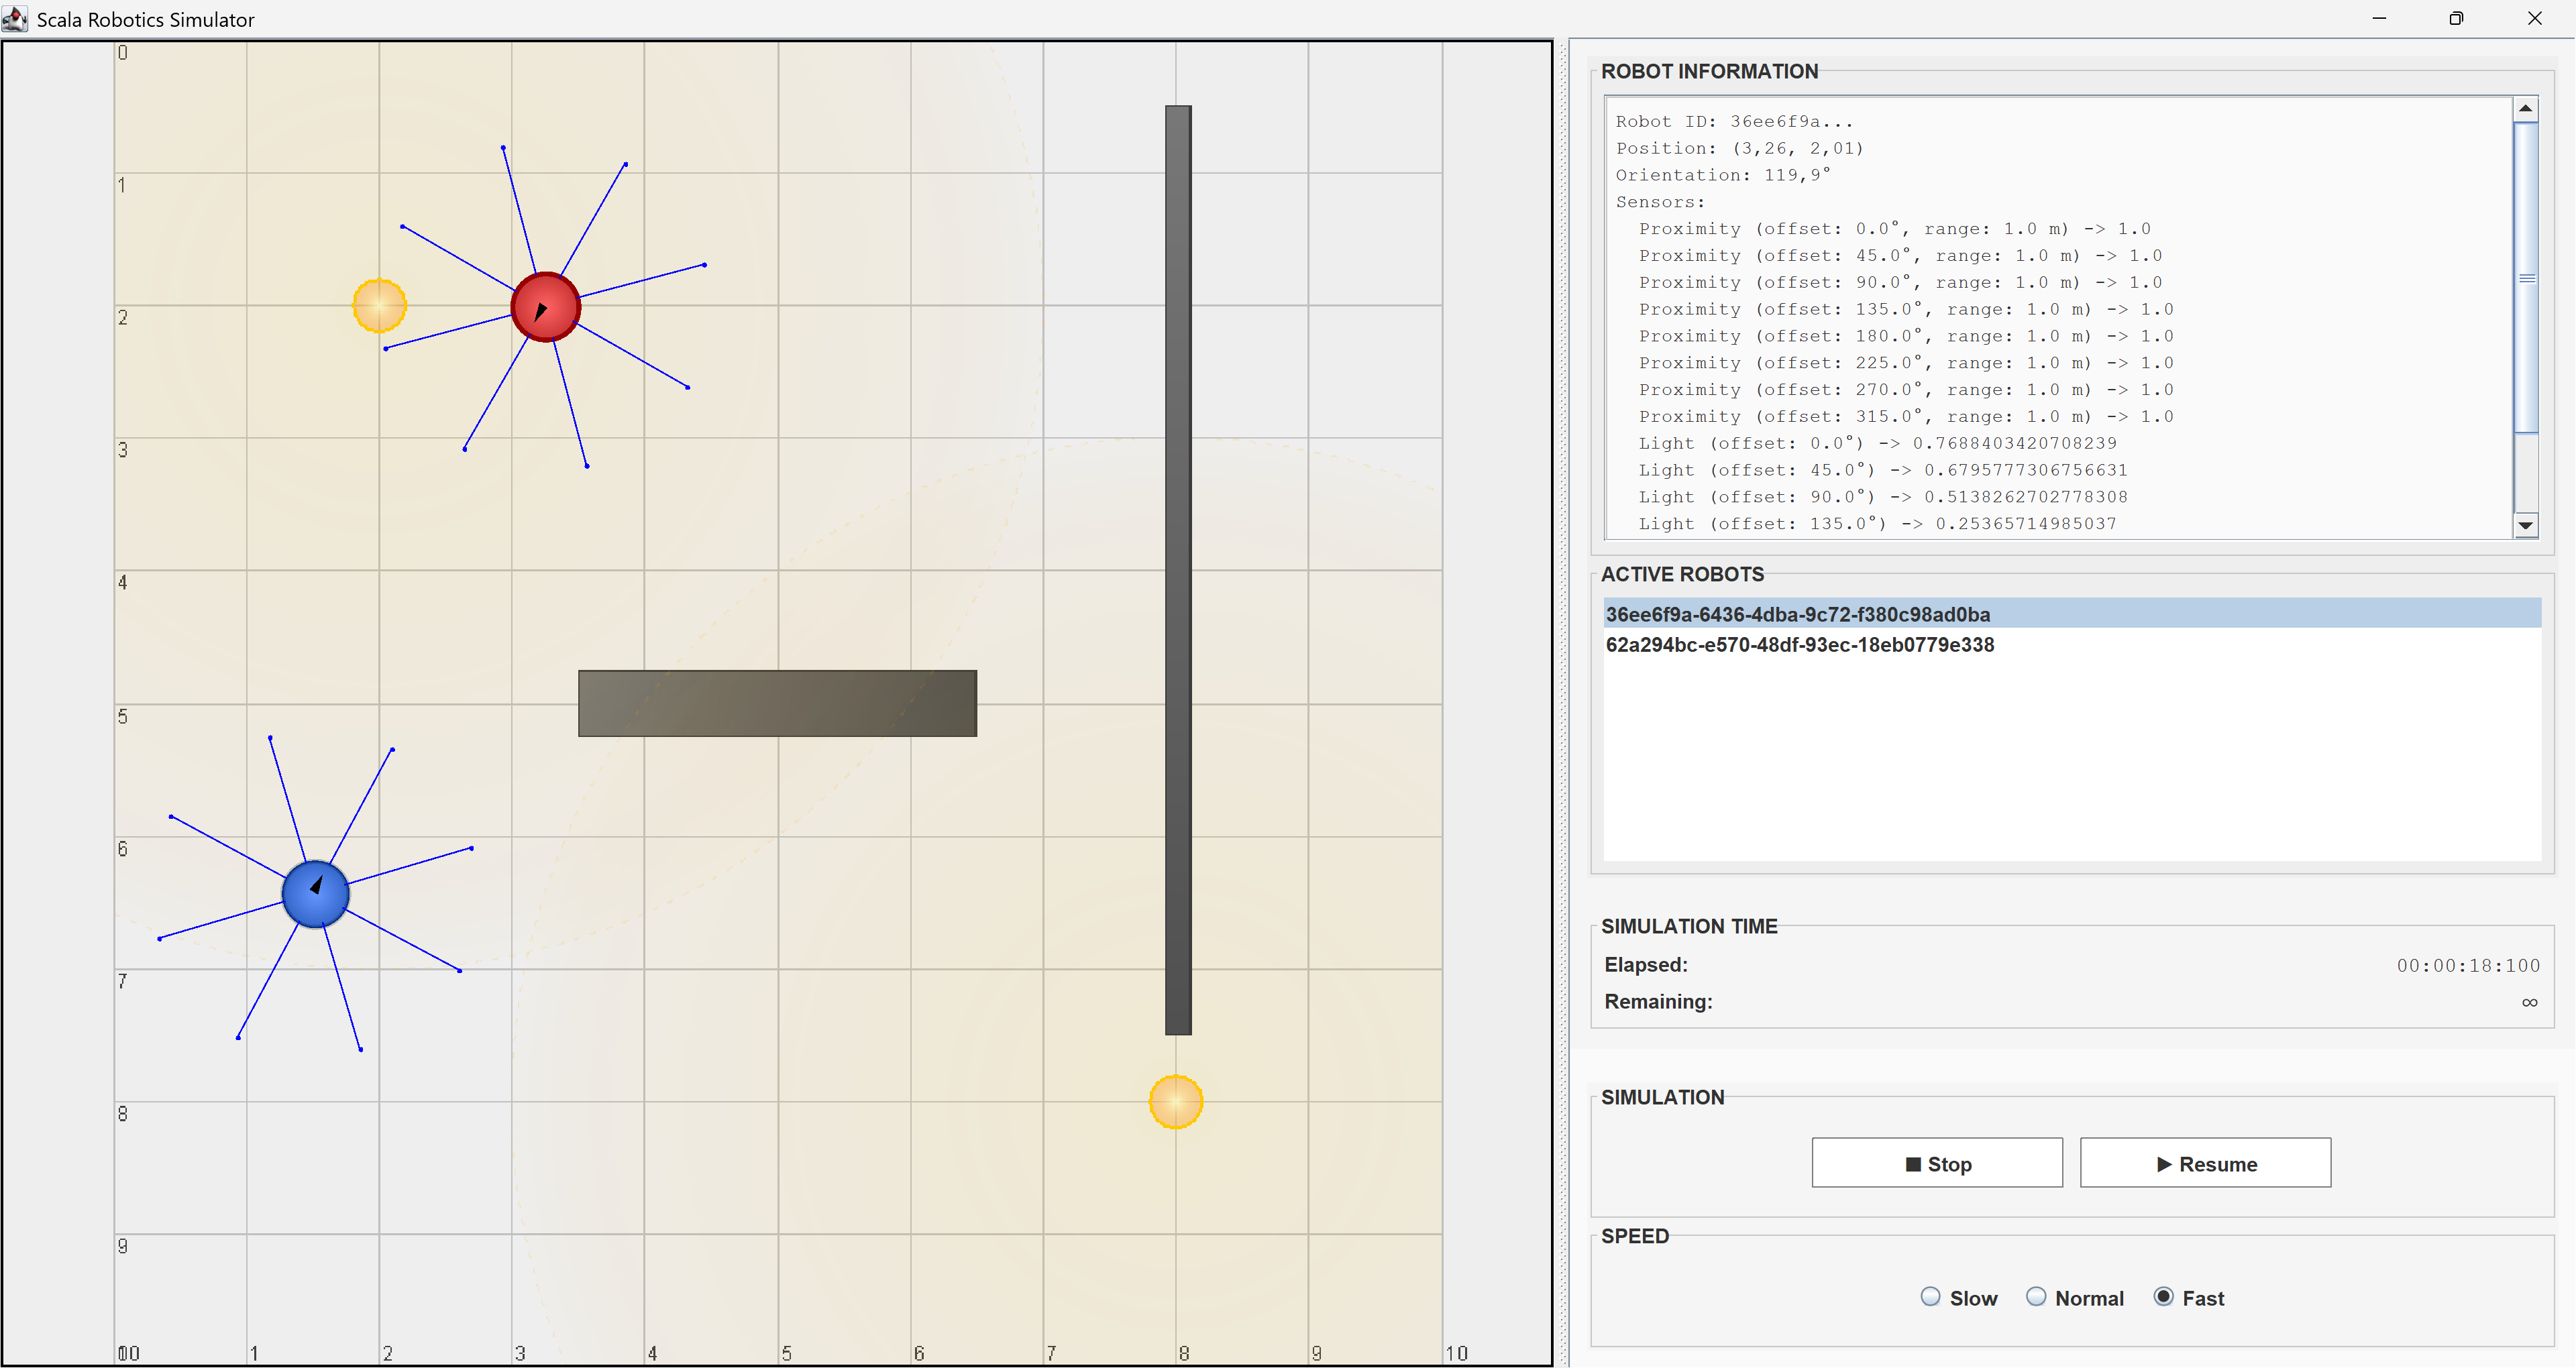 Scala Robotics Simulator
0
1
2
3
4
5
6
7
8
9
00
1
2
3
4
5
6
7
8
9
10
ROBOT INFORMATION
Robot ID: 36ee6f9a...
Position: (3,26, 2,01)
Orientation: 119,9°
Sensors:
Proximity (offset: 0.0°, range: 1.0 m) -> 1.0
Proximity (offset: 45.0°, range: 1.0 m) -> 1.0
Proximity (offset: 90.0°, range: 1.0 m) -> 1.0
Proximity (offset: 135.0°, range: 1.0 m) -> 1.0
Proximity (offset: 180.0°, range: 1.0 m) -> 1.0
Proximity (offset: 225.0°, range: 1.0 m) -> 1.0
Proximity (offset: 270.0°, range: 1.0 m) -> 1.0
Proximity (offset: 315.0°, range: 1.0 m) -> 1.0
Light (offset: 0.0°) -> 0.7688403420708239
Light (offset: 45.0°) -> 0.6795777306756631
Light (offset: 90.0°) -> 0.5138262702778308
Light (offset: 135.0°) -> 0.25365714985037
ACTIVE ROBOTS
36ee6f9a-6436-4dba-9c72-f380c98ad0ba
62a294bc-e570-48df-93ec-18eb0779e338
SIMULATION TIME
Elapsed: 00:00:18:100
Remaining: ∞
SIMULATION
■ Stop ▶ Resume
SPEED
Slow Normal Fast